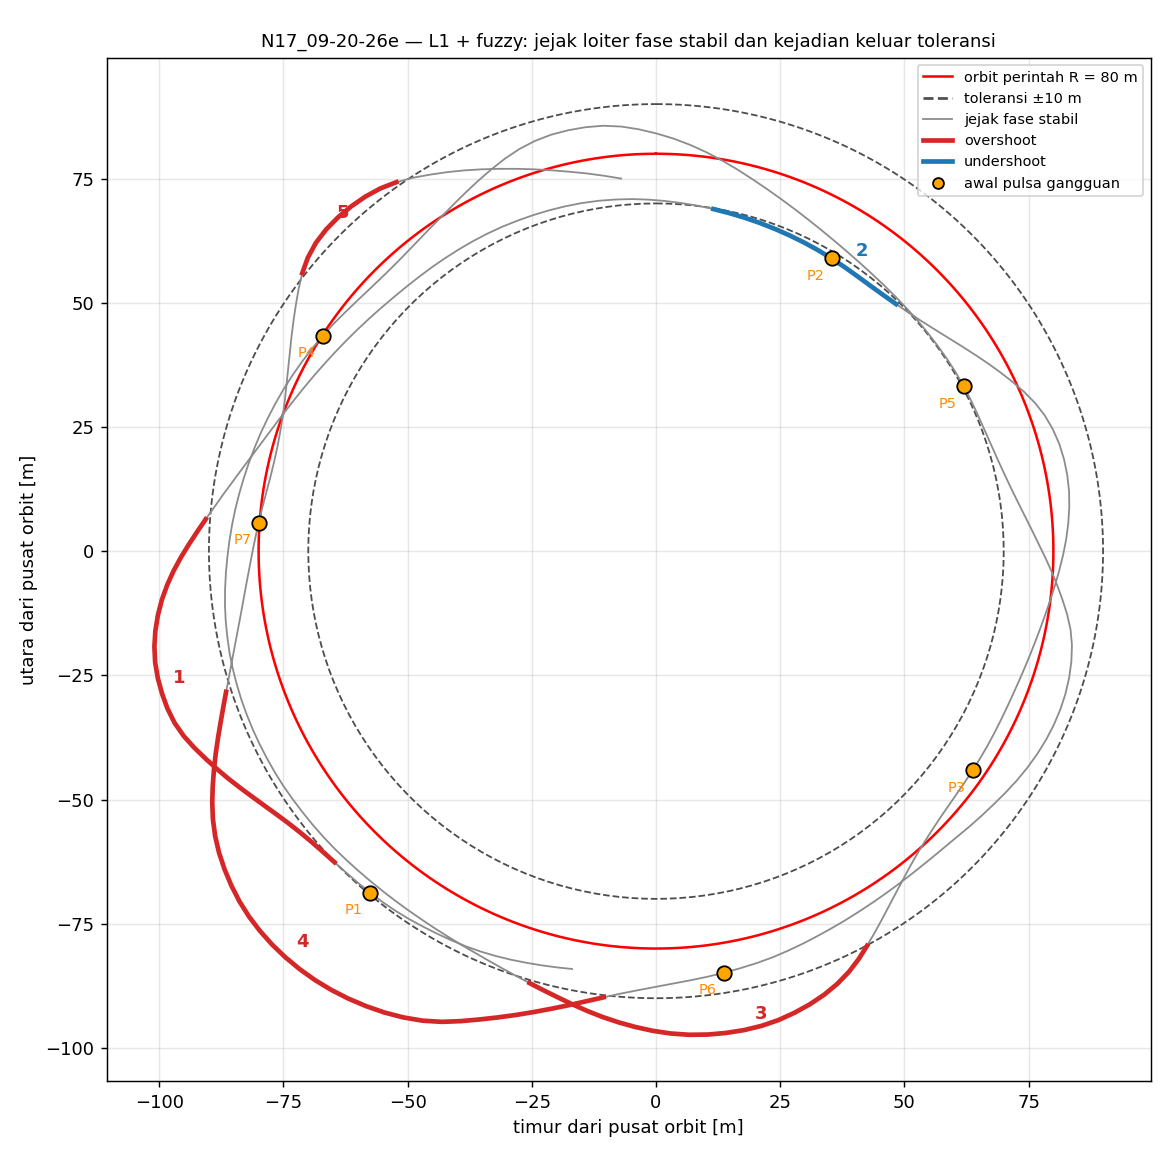 N17_09-20-26e — L1 + fuzzy: jejak loiter fase stabil dan kejadian keluar toleransi
orbit perintah R = 80 m
toleransi ±10 m
jejak fase stabil
overshoot
undershoot
awal pulsa gangguan
75
50
25
0
−25
−50
−75
−100
utara dari pusat orbit [m]
5
2
P2
P4
P5
P7
1
P3
P1
4
P6
3
−100
−75
−50
−25
0
25
50
75
timur dari pusat orbit [m]